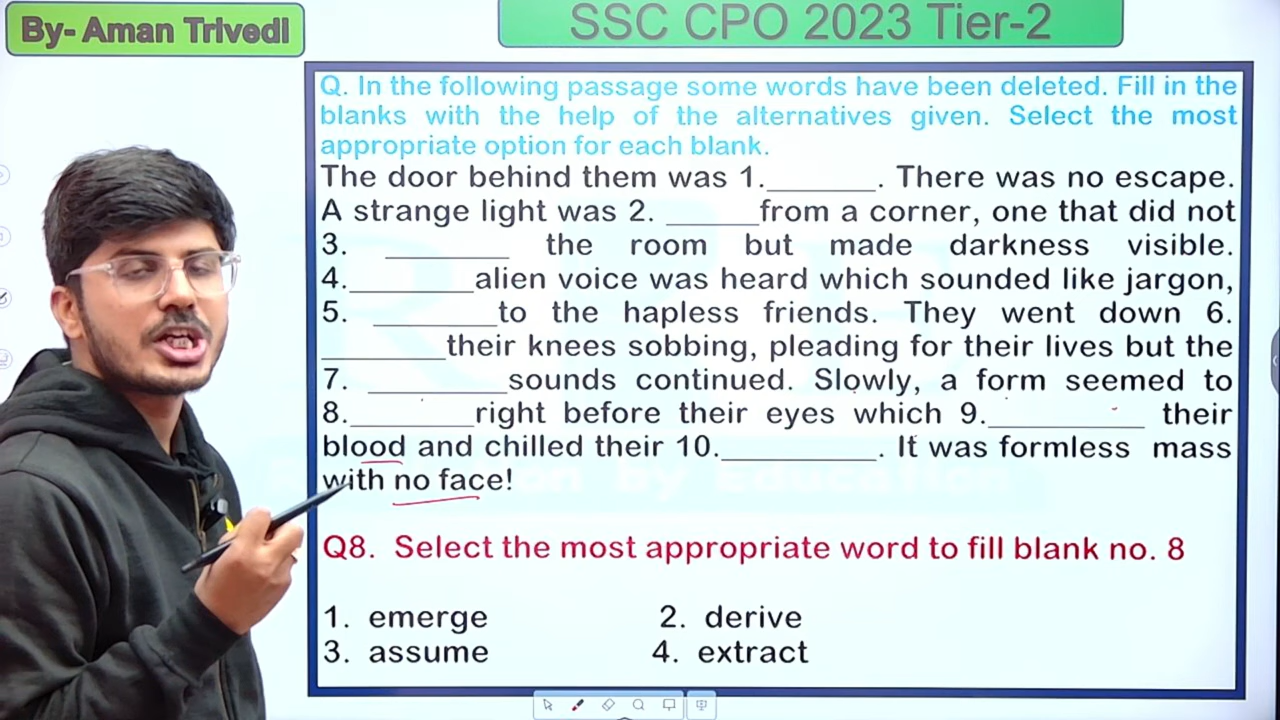 By- Aman Trivedi
SSC CPO 2023 Tier-2
Q. In the following passage some words have been deleted. Fill in the
blanks with the help of the alternatives given. Select the most
appropriate option for each blank.
The door behind them was 1._______. There was no escape.
A strange light was 2. ______from a corner, one that did not
3. ________ the room but made darkness visible.
4.________alien voice was heard which sounded like jargon,
5. ________to the hapless friends. They went down 6.
________their knees sobbing, pleading for their lives but the
7. _________sounds continued. Slowly, a form seemed to
8.________right before their eyes which 9.__________ their
blood and chilled their 10.__________. It was formless mass
with no face!
Q8. Select the most appropriate word to fill blank no. 8
1. emerge 2. derive
3. assume 4. extract